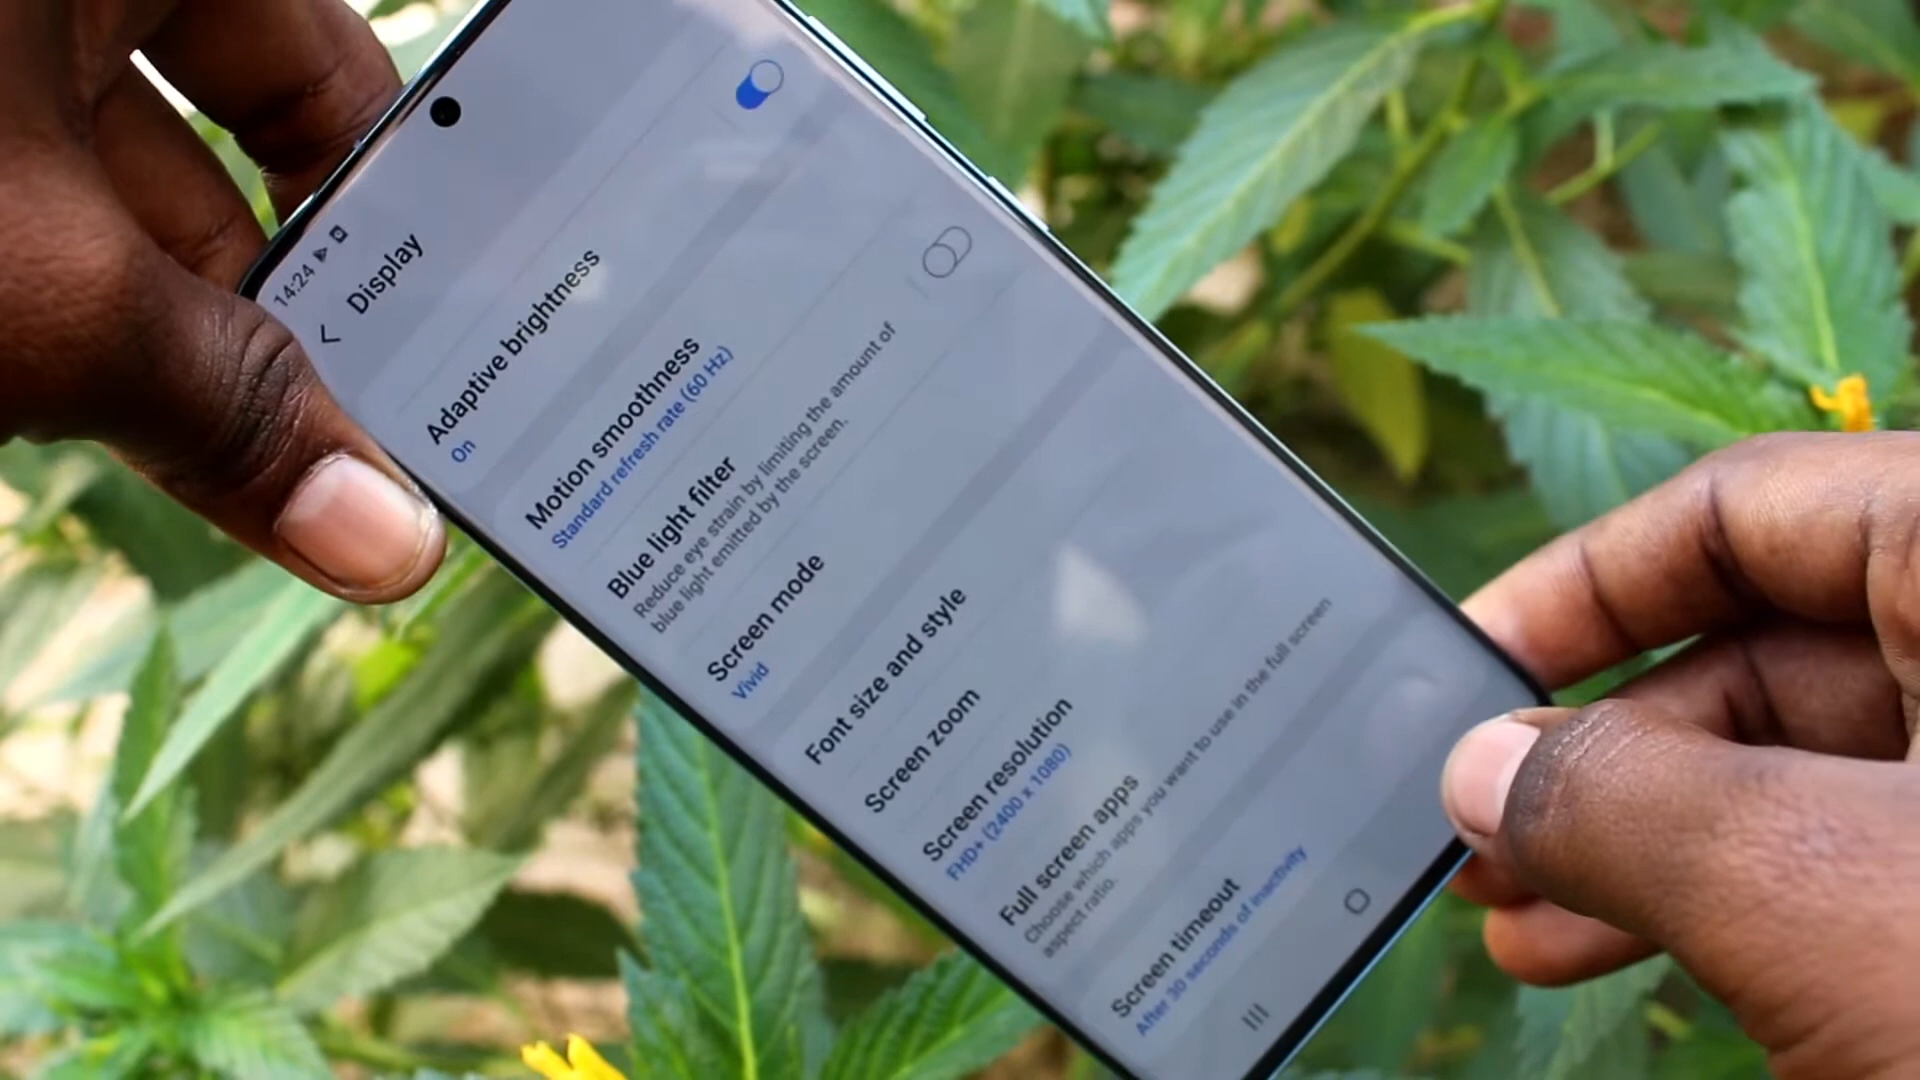 14:24
Display
Adaptive brightness
On
Motion smoothness
Standard refresh rate (60 Hz)
Blue light filter
Reduce eye strain by limiting the amount of
blue light emitted by the screen.
Screen mode
Vivid
Font size and style
Screen zoom
Screen resolution
FHD+ (2400 x 1080)
Full screen apps
Choose which apps you want to use in the full screen
aspect ratio.
Screen timeout
After 30 seconds of inactivity